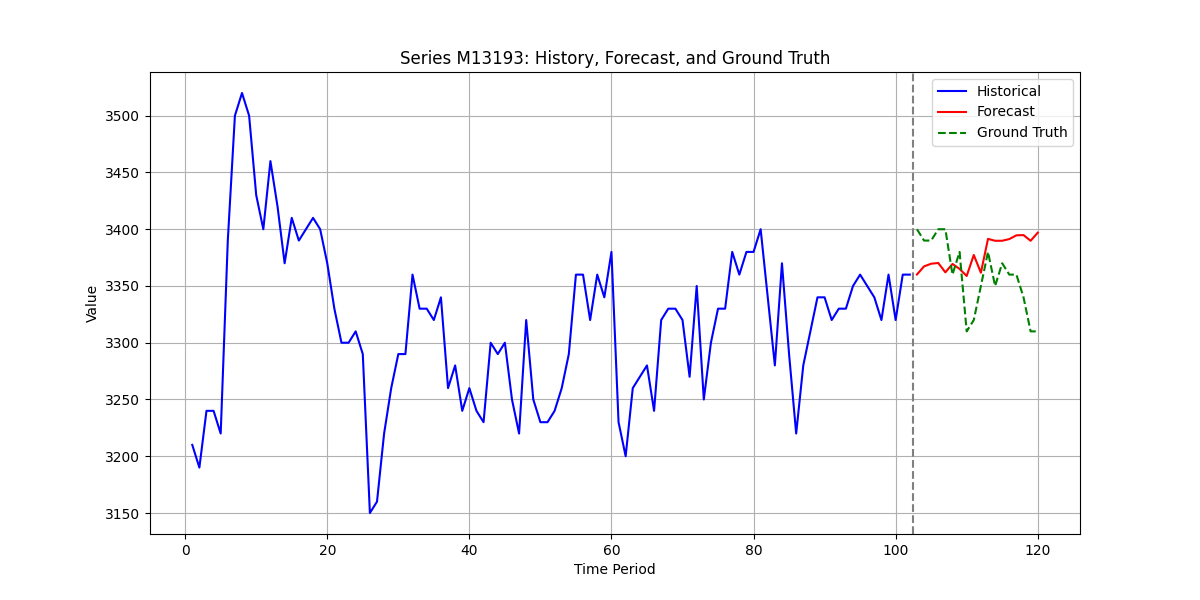 Series M13193: History, Forecast, and Ground Truth
Historical
Forecast
Ground Truth
3500
3450
3400
3350
3300
3250
3200
3150
Value
0 20 40 60 80 100 120
Time Period